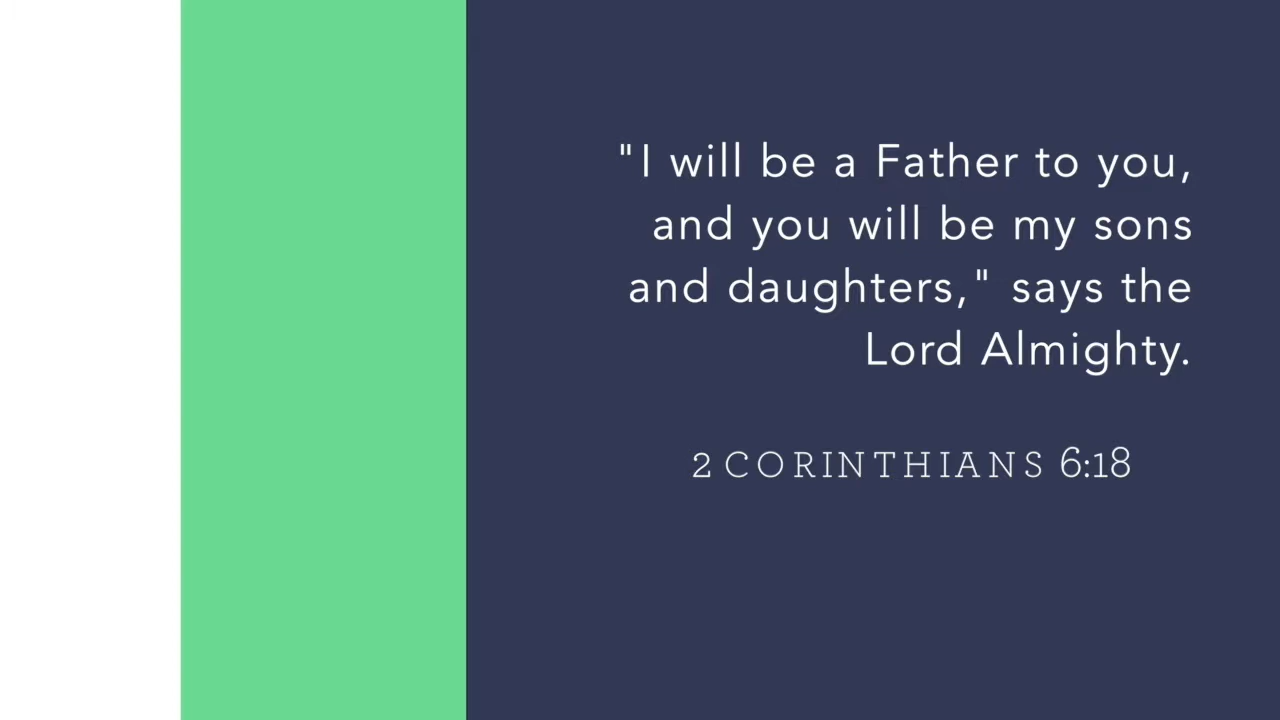 "I will be a Father to you,
and you will be my sons
and daughters," says the
Lord Almighty.
2 CORINTHIANS 6:18